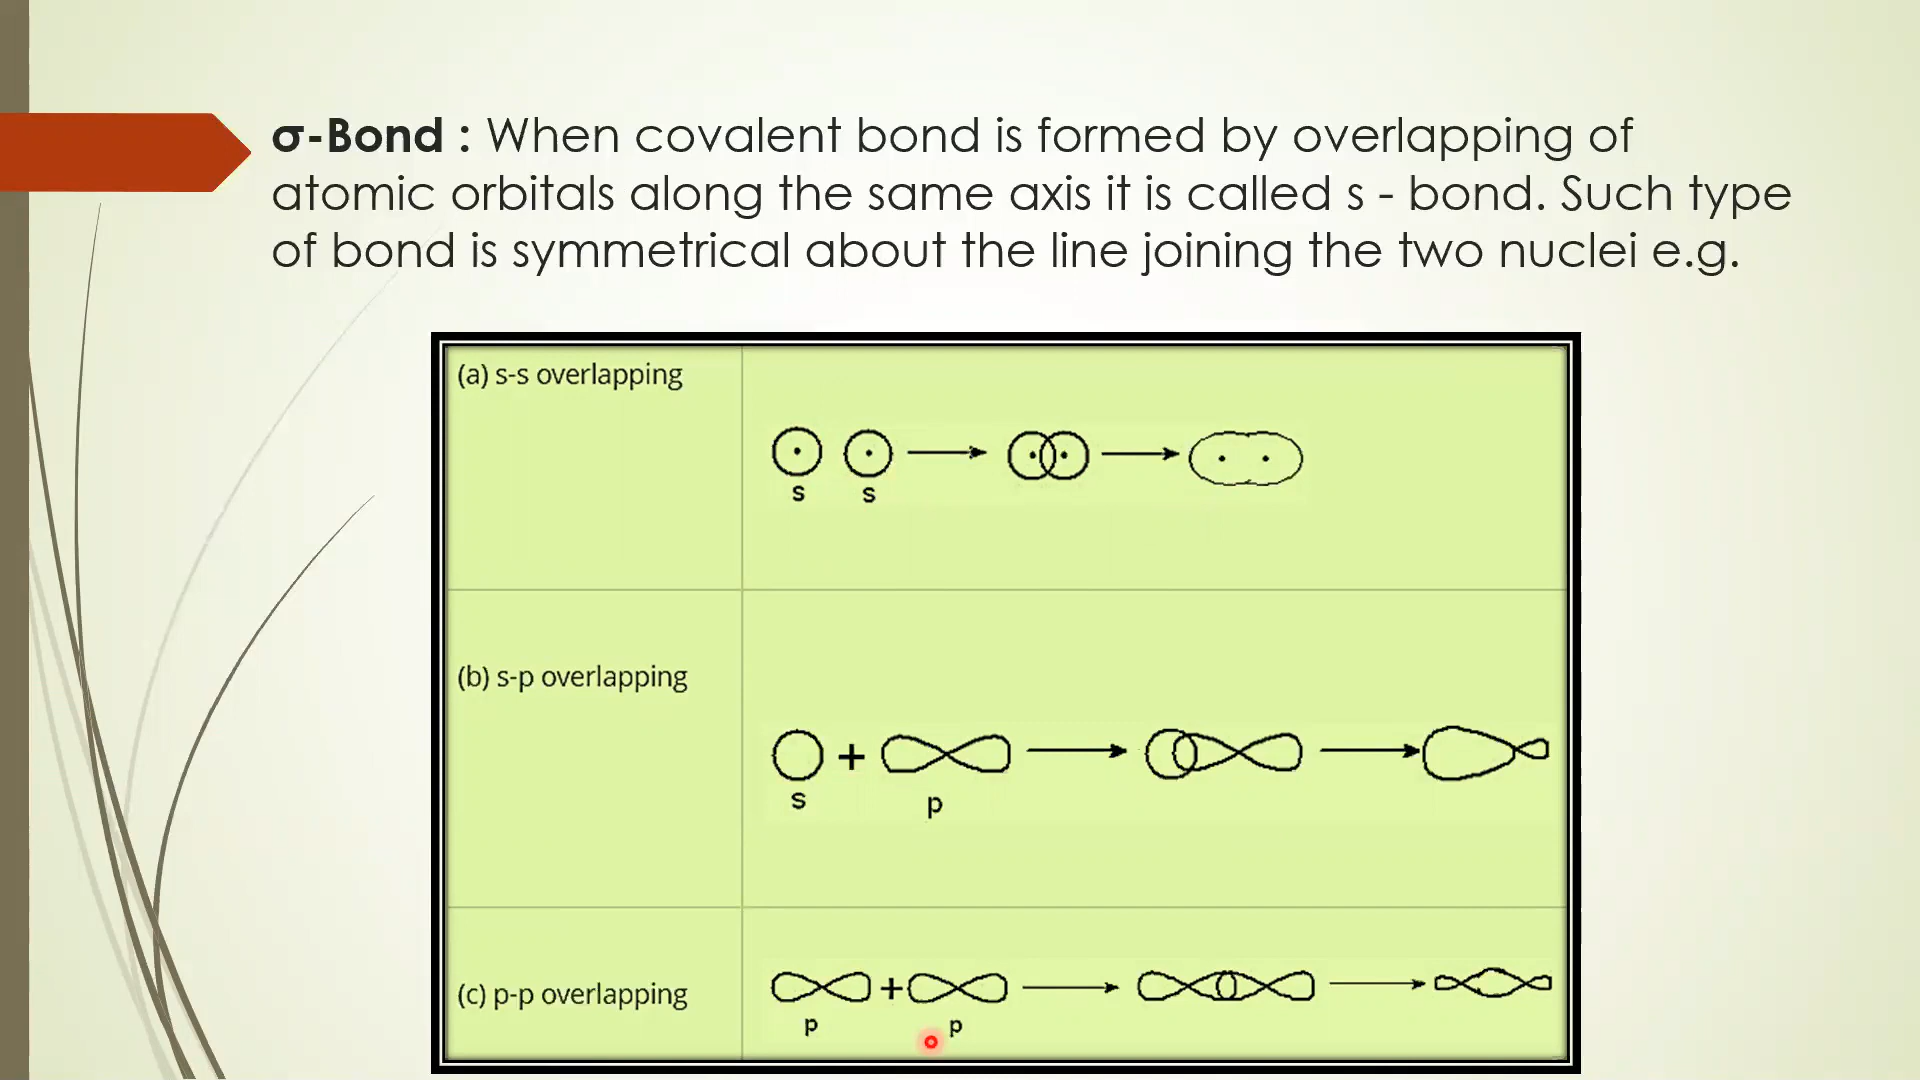 σ-Bond : When covalent bond is formed by overlapping of
atomic orbitals along the same axis it is called s - bond. Such type
of bond is symmetrical about the line joining the two nuclei e.g.
(a) s-s overlapping
s s
(b) s-p overlapping
+
s p
(c) p-p overlapping
+
p p